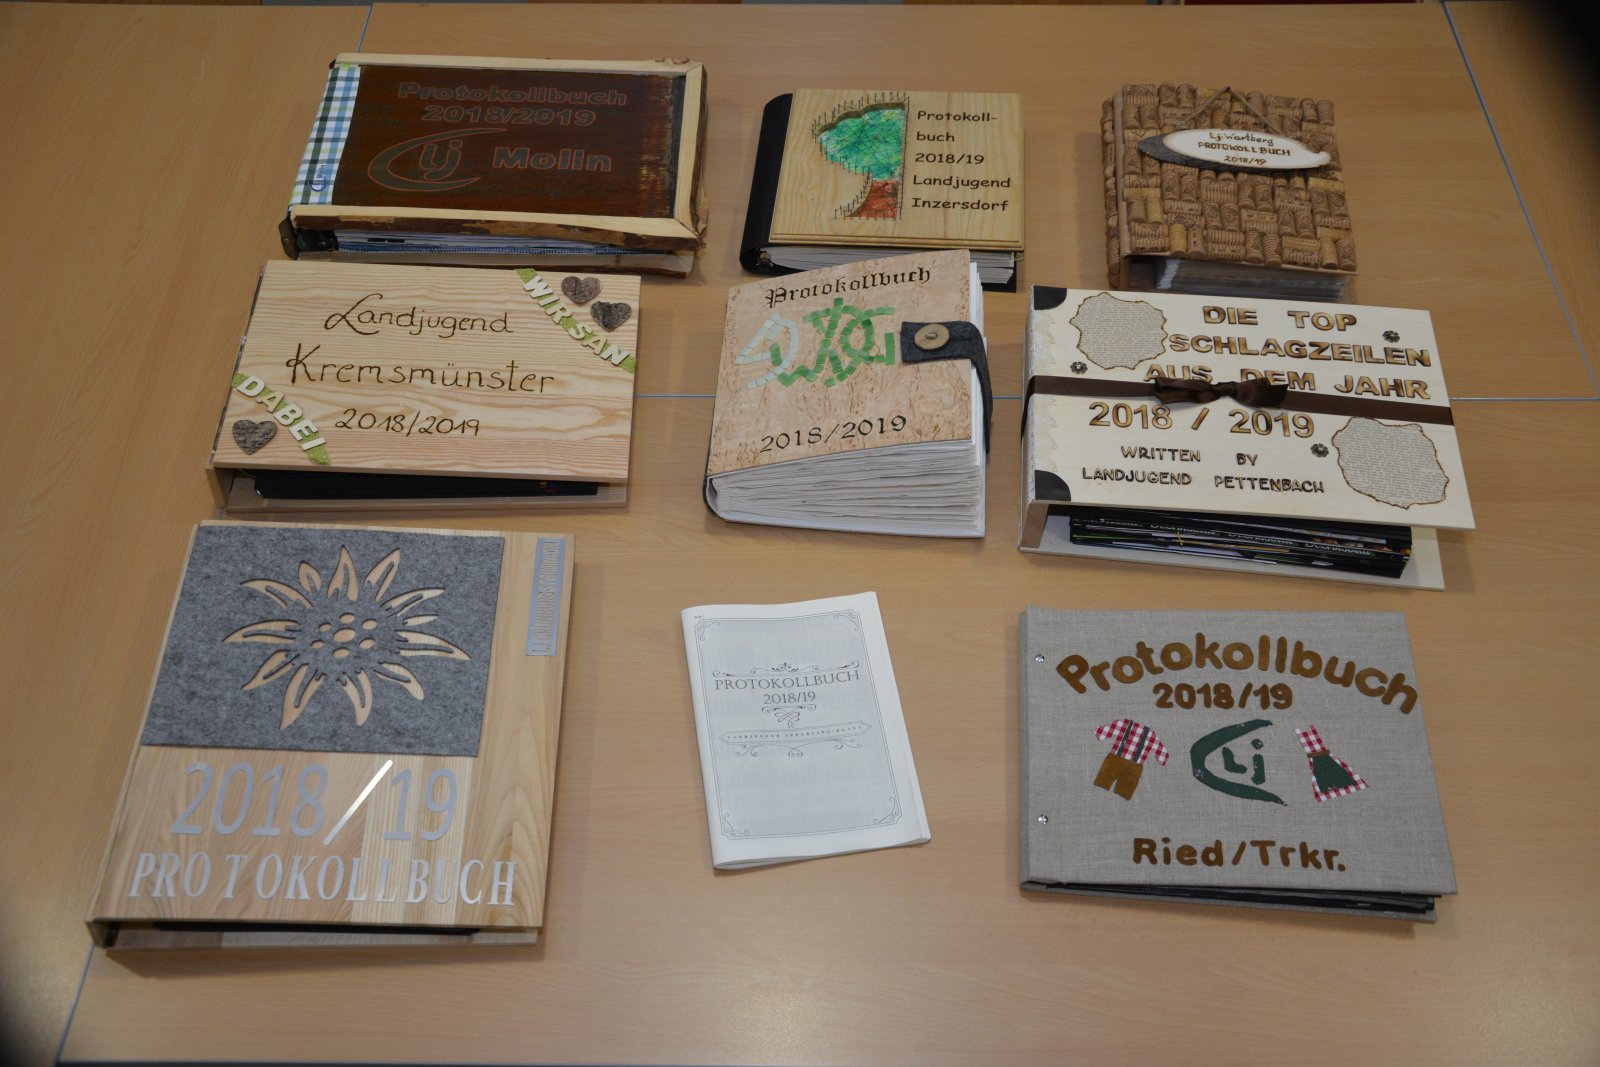 Protokollbuch
2018/2019
Lj Molln
Protokoll-
buch
2018/19
Landjugend
Inzersdorf
Lj Wartberg
PROTOKOLLBUCH
2018/19
WIR SAN
Landjugend
Kremsmünster
2018/2019
DABEI
Protokollbuch
2018/2019
DIE TOP
SCHLAGZEILEN
AUS DEM JAHR
2018 / 2019
WRITTEN BY
LANDJUGEND PETTENBACH
2018/19
PROTOKOLLBUCH
PROTOKOLLBUCH
2018/19
Protokollbuch
2018/19
Lj
Ried/Trkr.